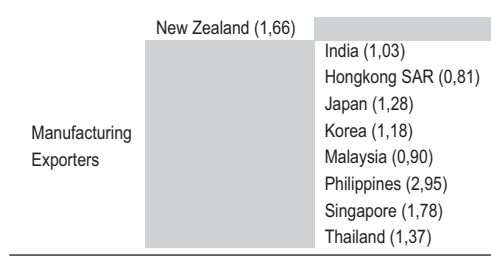 New Zealand (1,66)
India (1,03)
Hongkong SAR (0,81)
Japan (1,28)
Manufacturing Korea (1,18)
Exporters Malaysia (0,90)
Philippines (2,95)
Singapore (1,78)
Thailand (1,37)